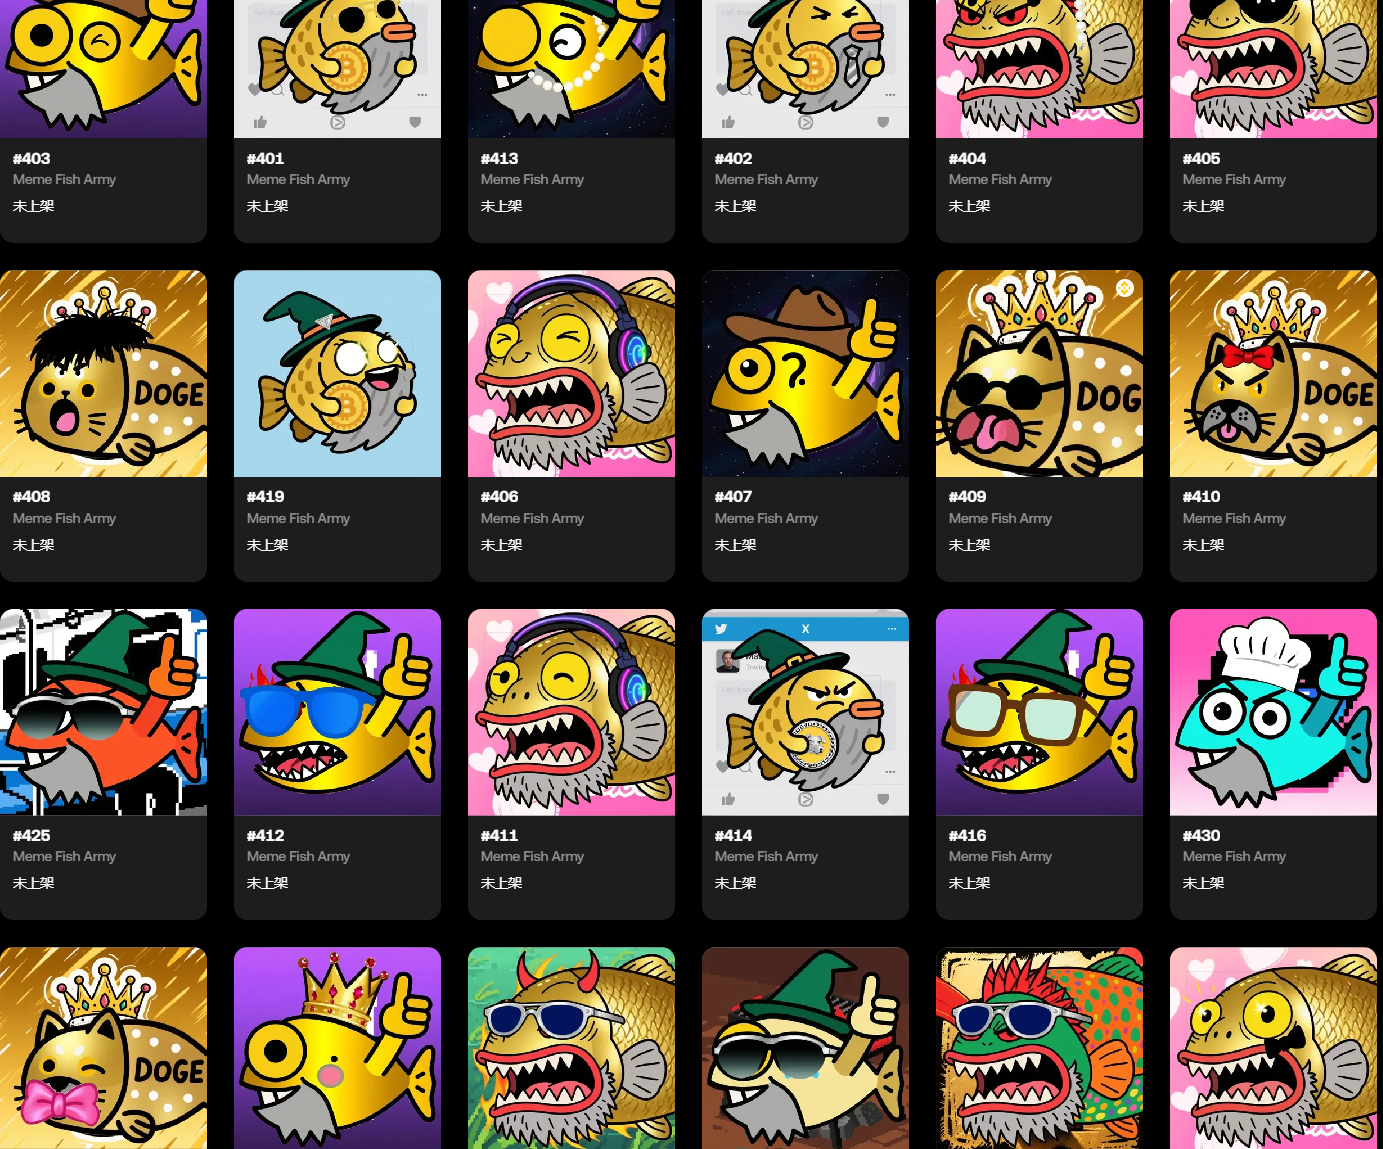 #403
Meme Fish Army
未上架
#401
Meme Fish Army
未上架
#413
Meme Fish Army
未上架
#402
Meme Fish Army
未上架
#404
Meme Fish Army
未上架
#405
Meme Fish Army
未上架
DOGE
#408
Meme Fish Army
未上架
#419
Meme Fish Army
未上架
#406
Meme Fish Army
未上架
?
#407
Meme Fish Army
未上架
DOG
#409
Meme Fish Army
未上架
DOGE
#410
Meme Fish Army
未上架
#425
Meme Fish Army
未上架
#412
Meme Fish Army
未上架
#411
Meme Fish Army
未上架
X
#414
Meme Fish Army
未上架
#416
Meme Fish Army
未上架
#430
Meme Fish Army
未上架
DOGE